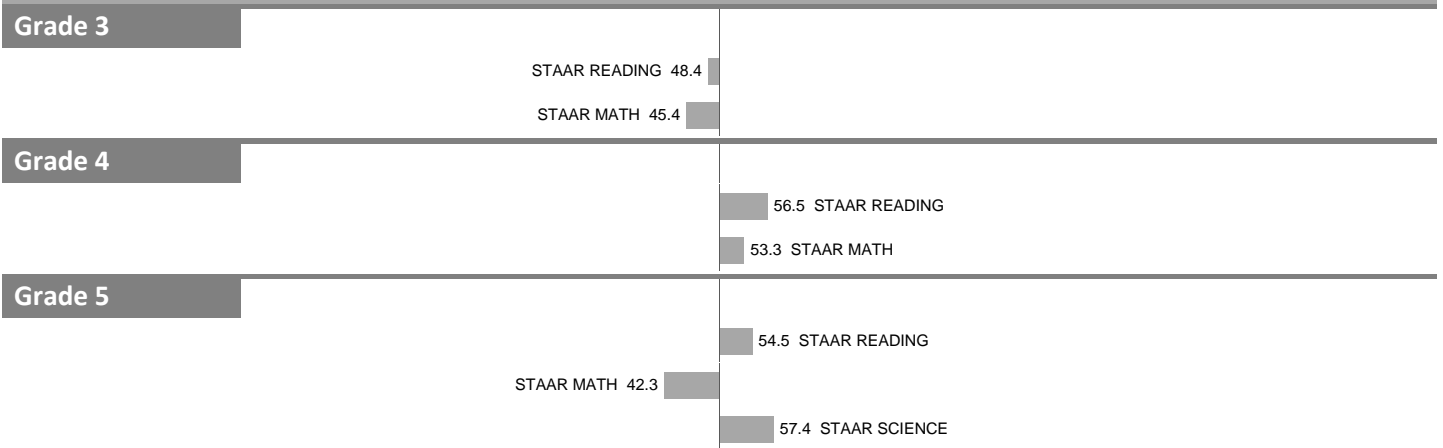 Grade 3
STAAR READING 48.4
STAAR MATH 45.4
Grade 4
56.5 STAAR READING
53.3 STAAR MATH
Grade 5
54.5 STAAR READING
STAAR MATH 42.3
57.4 STAAR SCIENCE